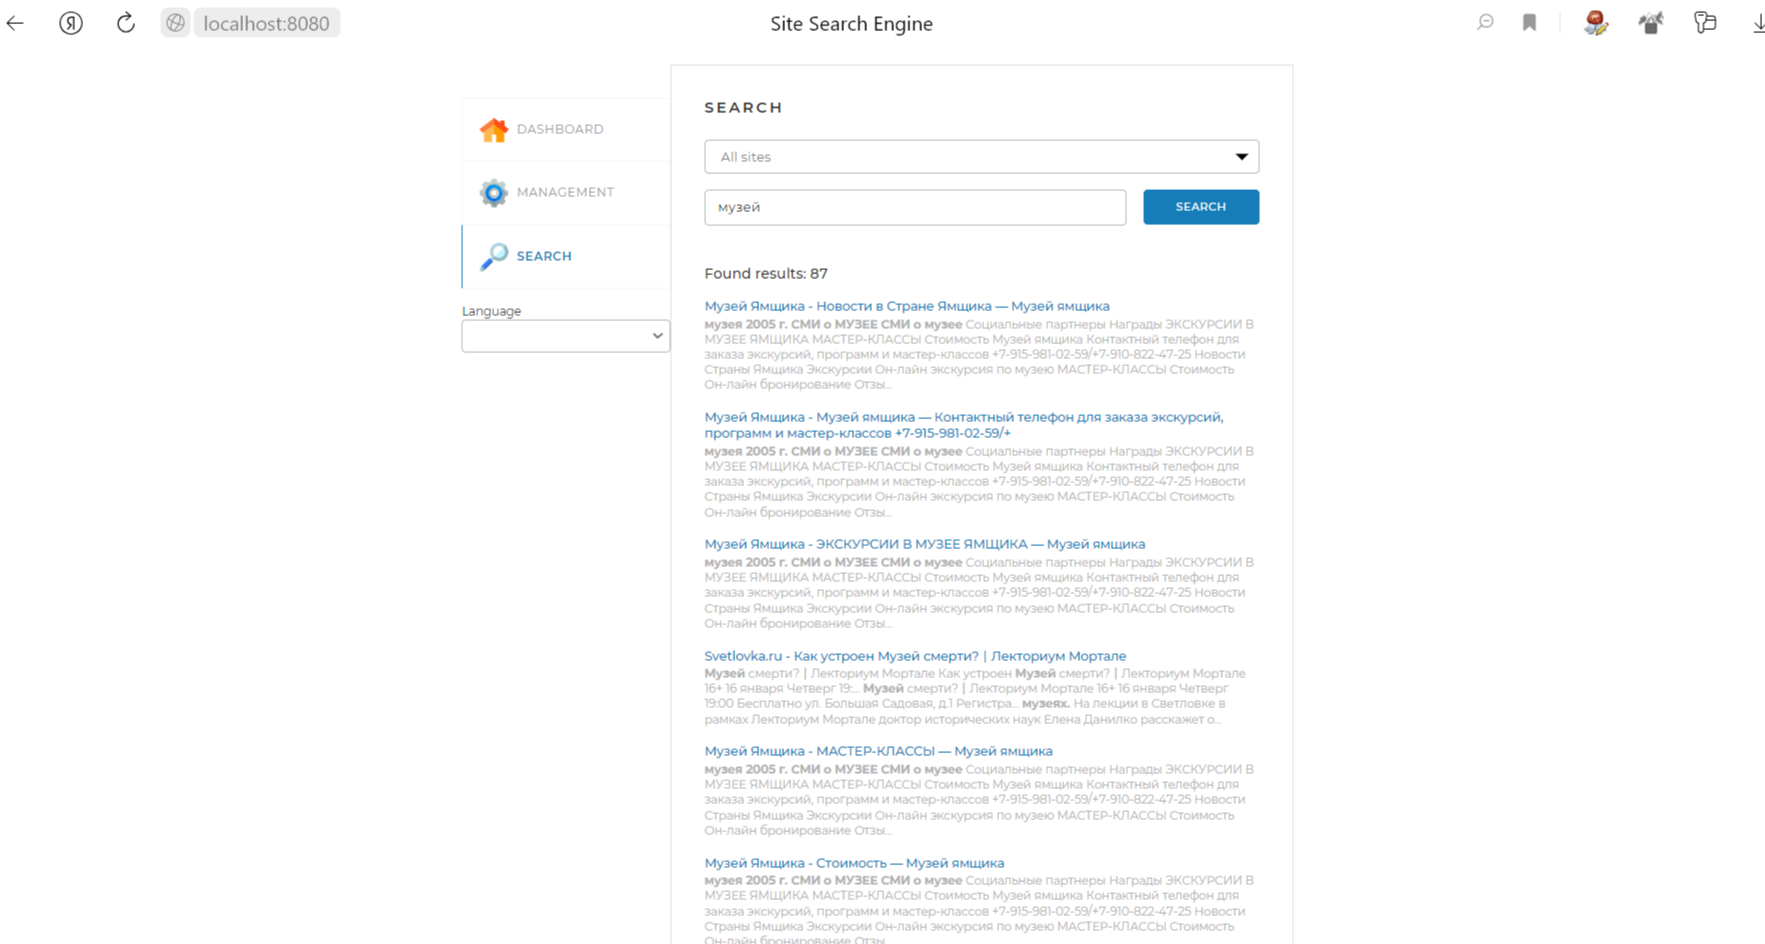 Я
localhost:8080
Site Search Engine
DASHBOARD
MANAGEMENT
SEARCH
Language
SEARCH
All sites
музей
SEARCH
Found results: 87
Музей Ямщика - Новости в Стране Ямщика — Музей ямщика
музея 2005 г. СМИ о МУЗЕЕ СМИ о музее Социальные партнеры Награды ЭКСКУРСИИ В
МУЗЕЕ ЯМЩИКА МАСТЕР-КЛАССЫ Стоимость Музей ямщика Контактный телефон для
заказа экскурсий, программ и мастер-классов +7-915-981-02-59/+7-910-822-47-25 Новости
Страны Ямщика Экскурсии Он-лайн экскурсия по музею МАСТЕР-КЛАССЫ Стоимость
Он-лайн бронирование Отзы...
Музей Ямщика - Музей ямщика — Контактный телефон для заказа экскурсий,
программ и мастер-классов +7-915-981-02-59/+
музея 2005 г. СМИ о МУЗЕЕ СМИ о музее Социальные партнеры Награды ЭКСКУРСИИ В
МУЗЕЕ ЯМЩИКА МАСТЕР-КЛАССЫ Стоимость Музей ямщика Контактный телефон для
заказа экскурсий, программ и мастер-классов +7-915-981-02-59/+7-910-822-47-25 Новости
Страны Ямщика Экскурсии Он-лайн экскурсия по музею МАСТЕР-КЛАССЫ Стоимость
Он-лайн бронирование Отзы...
Музей Ямщика - ЭКСКУРСИИ В МУЗЕЕ ЯМЩИКА — Музей ямщика
музея 2005 г. СМИ о МУЗЕЕ СМИ о музее Социальные партнеры Награды ЭКСКУРСИИ В
МУЗЕЕ ЯМЩИКА МАСТЕР-КЛАССЫ Стоимость Музей ямщика Контактный телефон для
заказа экскурсий, программ и мастер-классов +7-915-981-02-59/+7-910-822-47-25 Новости
Страны Ямщика Экскурсии Он-лайн экскурсия по музею МАСТЕР-КЛАССЫ Стоимость
Он-лайн бронирование Отзы...
Svetlovka.ru - Как устроен Музей смерти? | Лекториум Мортале
Музей смерти? | Лекториум Мортале Как устроен Музей смерти? | Лекториум Мортале
16+ 16 января Четверг 19:... Музей смерти? | Лекториум Мортале 16+ 16 января Четверг
19:00 Бесплатно ул. Большая Садовая, д.1 Регистра... музеях. На лекции в Светловке в
рамках Лекториум Мортале доктор исторических наук Елена Данилко расскажет о...
Музей Ямщика - МАСТЕР-КЛАССЫ — Музей ямщика
музея 2005 г. СМИ о МУЗЕЕ СМИ о музее Социальные партнеры Награды ЭКСКУРСИИ В
МУЗЕЕ ЯМЩИКА МАСТЕР-КЛАССЫ Стоимость Музей ямщика Контактный телефон для
заказа экскурсий, программ и мастер-классов +7-915-981-02-59/+7-910-822-47-25 Новости
Страны Ямщика Экскурсии Он-лайн экскурсия по музею МАСТЕР-КЛАССЫ Стоимость
Он-лайн бронирование Отзы...
Музей Ямщика - Стоимость — Музей ямщика
музея 2005 г. СМИ о МУЗЕЕ СМИ о музее Социальные партнеры Награды ЭКСКУРСИИ В
МУЗЕЕ ЯМЩИКА МАСТЕР-КЛАССЫ Стоимость Музей ямщика Контактный телефон для
заказа экскурсий, программ и мастер-классов +7-915-981-02-59/+7-910-822-47-25 Новости
Страны Ямщика Экскурсии Он-лайн экскурсия по музею МАСТЕР-КЛАССЫ Стоимость
Он-лайн бронирование Отзы...